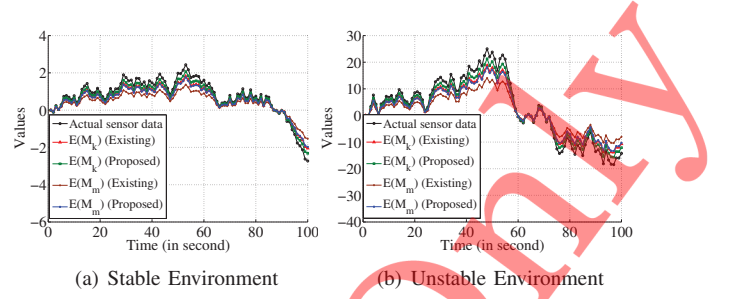 4
2
0
−2
−4
−6
0 20 40 60 80 100
Values
Time (in second)
Actual sensor data
E(M_k) (Existing)
E(M_k) (Proposed)
E(M_m) (Existing)
E(M_m) (Proposed)
(a) Stable Environment
30
20
10
0
−10
−20
−30
−40
0 20 40 60 80 100
Values
Time (in second)
Actual sensor data
E(M_k) (Existing)
E(M_k) (Proposed)
E(M_m) (Existing)
E(M_m) (Proposed)
(b) Unstable Environment
only